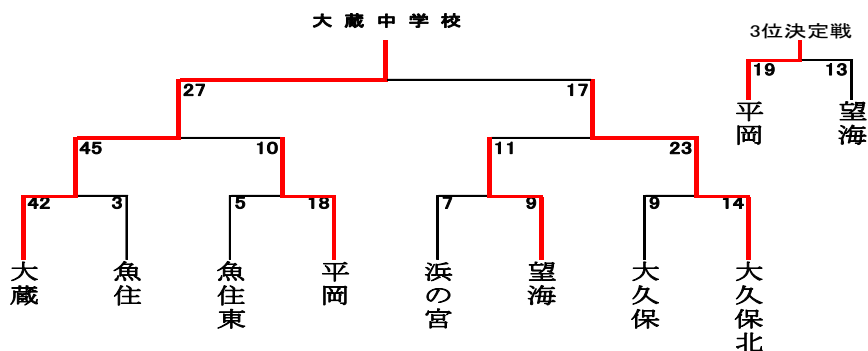 大蔵中学校
3位決定戦
27
17
19
13
平岡
望海
45
10
11
23
42
3
5
18
7
9
9
14
大蔵
魚住
魚住東
平岡
浜の宮
望海
大久保
大久保北